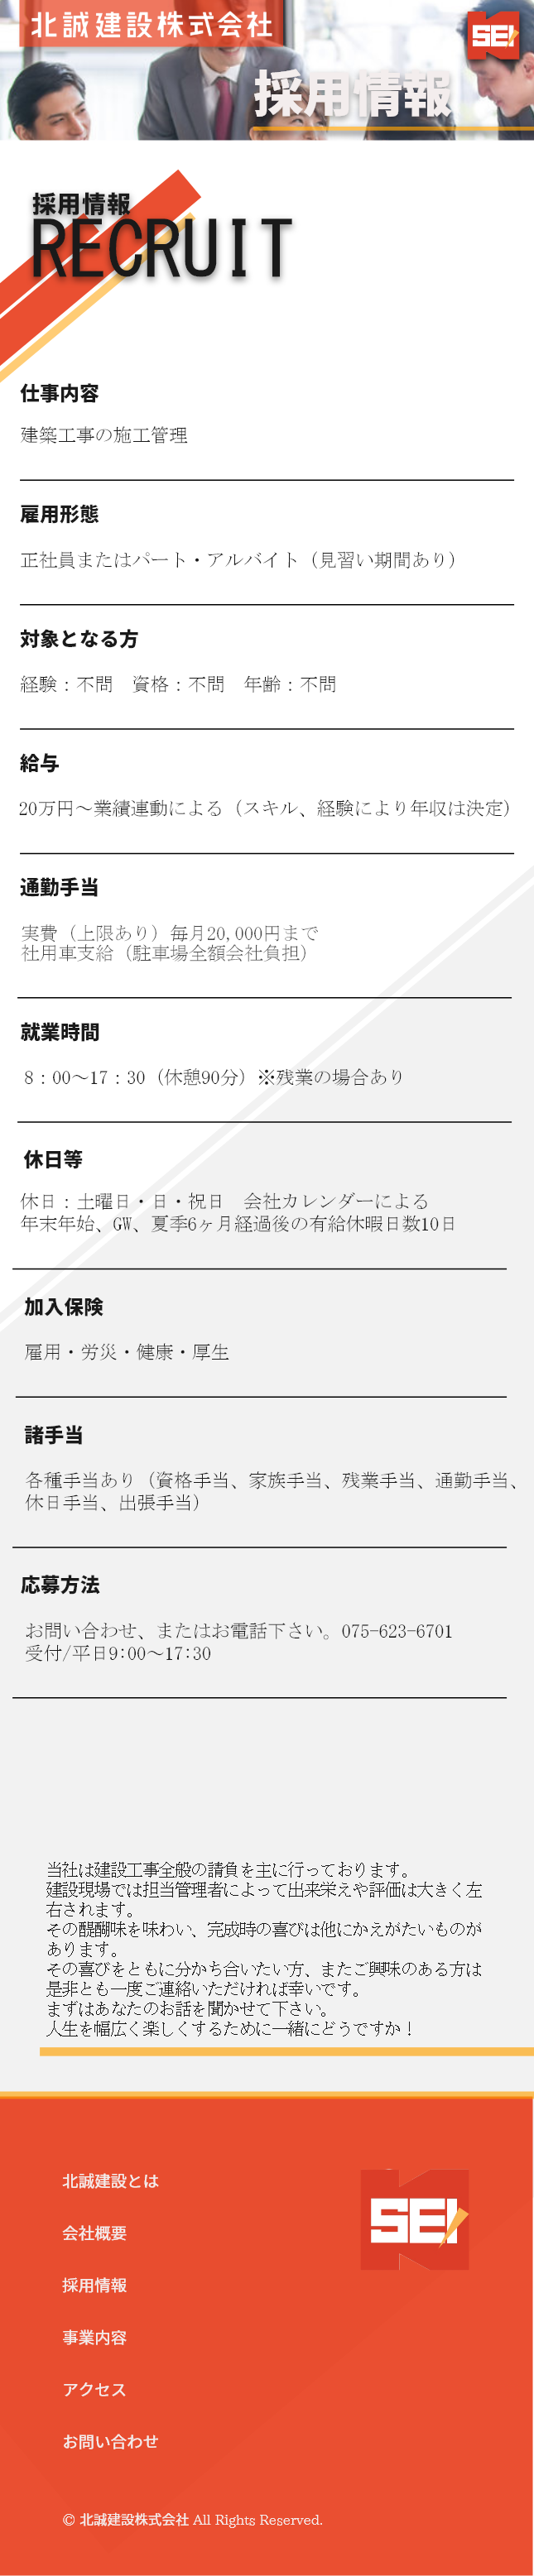 北誠建設株式会社
SEI
採用情報
採用情報
RECRUIT
仕事内容
建築工事の施工管理
雇用形態
正社員またはパート・アルバイト（見習い期間あり）
対象となる方
経験：不問　資格：不問　年齢：不問
給与
20万円～業績連動による（スキル、経験により年収は決定）
通勤手当
実費（上限あり）毎月20,000円まで
社用車支給（駐車場全額会社負担）
就業時間
8：00～17：30（休憩90分）※残業の場合あり
休日等
休日：土曜日・日・祝日　会社カレンダーによる
年末年始、GW、夏季6ヶ月経過後の有給休暇日数10日
加入保険
雇用・労災・健康・厚生
諸手当
各種手当あり（資格手当、家族手当、残業手当、通勤手当、
休日手当、出張手当）
応募方法
お問い合わせ、またはお電話下さい。075-623-6701
受付/平日9:00～17:30
当社は建設工事全般の請負を主に行っております。
建設現場では担当管理者によって出来栄えや評価は大きく左
右されます。
その醍醐味を味わい、完成時の喜びは他にかえがたいものが
あります。
その喜びをともに分かち合いたい方、またご興味のある方は
是非とも一度ご連絡いただければ幸いです。
まずはあなたのお話を聞かせて下さい。
人生を幅広く楽しくするために一緒にどうですか！
北誠建設とは
SEI
会社概要
採用情報
事業内容
アクセス
お問い合わせ
© 北誠建設株式会社 All Rights Reserved.